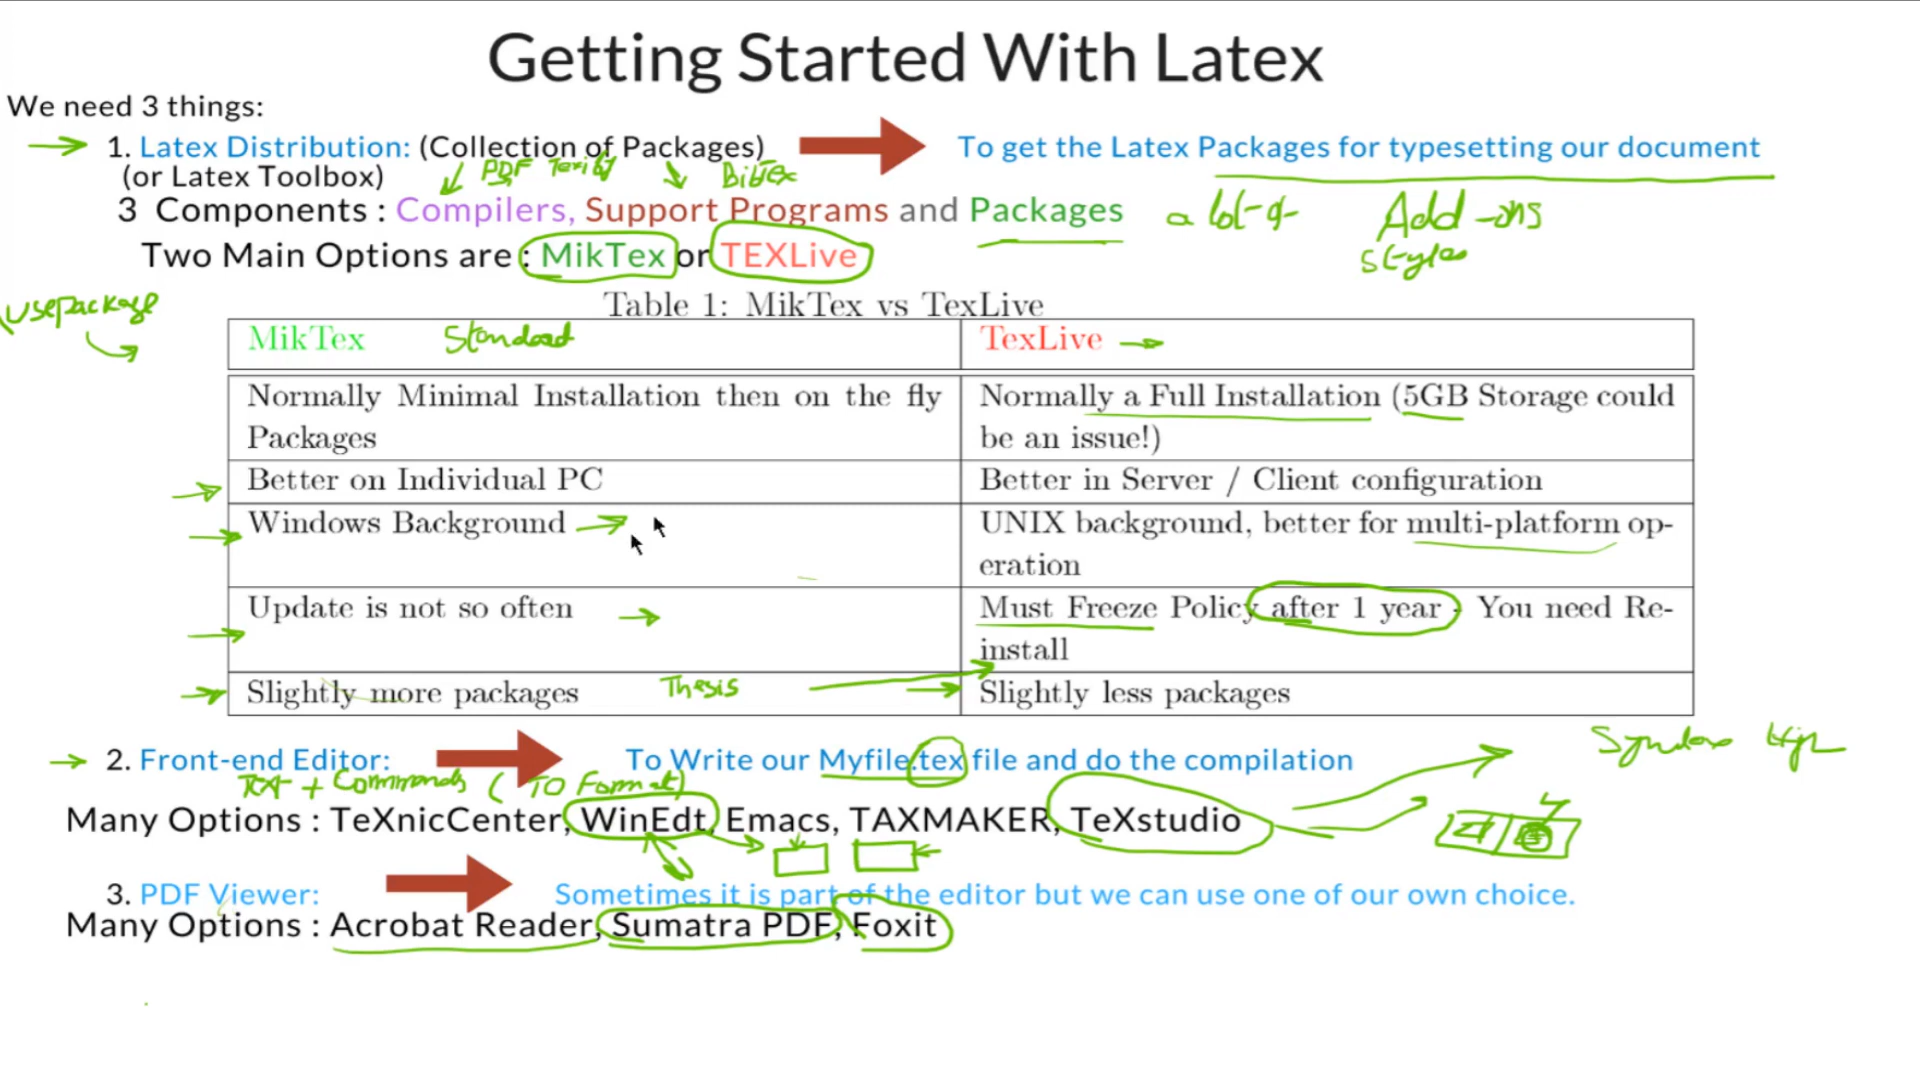 Getting Started With Latex
We need 3 things:
1. Latex Distribution: (Collection of Packages) To get the Latex Packages for typesetting our document
(or Latex Toolbox) PDF BibTex
3 Components : Compilers, Support Programs and Packages a lot of Add-ons
Two Main Options are : MikTex or TEXLive Styles
usepackage
Table 1: MikTex vs TexLive
MikTex Standard TexLive
Normally Minimal Installation then on the fly
Packages
Normally a Full Installation (5GB Storage could
be an issue!)
Better on Individual PC
Better in Server / Client configuration
Windows Background
UNIX background, better for multi-platform op-
eration
Update is not so often
Must Freeze Policy after 1 year - You need Re-
install
Slightly more packages Thesis
Slightly less packages
2. Front-end Editor: To Write our Myfile.tex file and do the compilation
+ Commands (To Format)
Many Options : TeXnicCenter, WinEdt, Emacs, TAXMAKER, TeXstudio
3. PDF Viewer: Sometimes it is part of the editor but we can use one of our own choice.
Many Options : Acrobat Reader, Sumatra PDF, Foxit